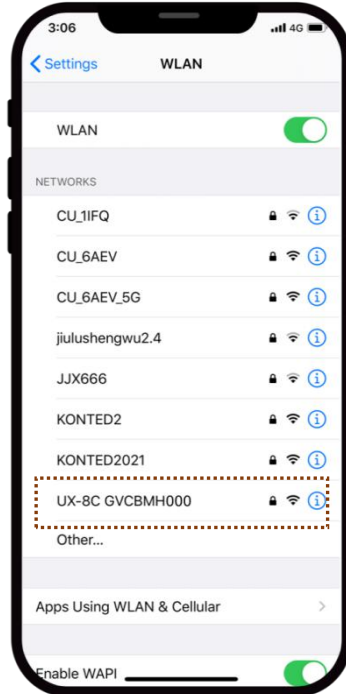 3:06 4G
Settings WLAN
WLAN
NETWORKS
CU_1IFQ
CU_6AEV
CU_6AEV_5G
jiulushengwu2.4
JJX666
KONTED2
KONTED2021
UX-8C GVCBMH000
Other...
Apps Using WLAN & Cellular
Enable WAPI